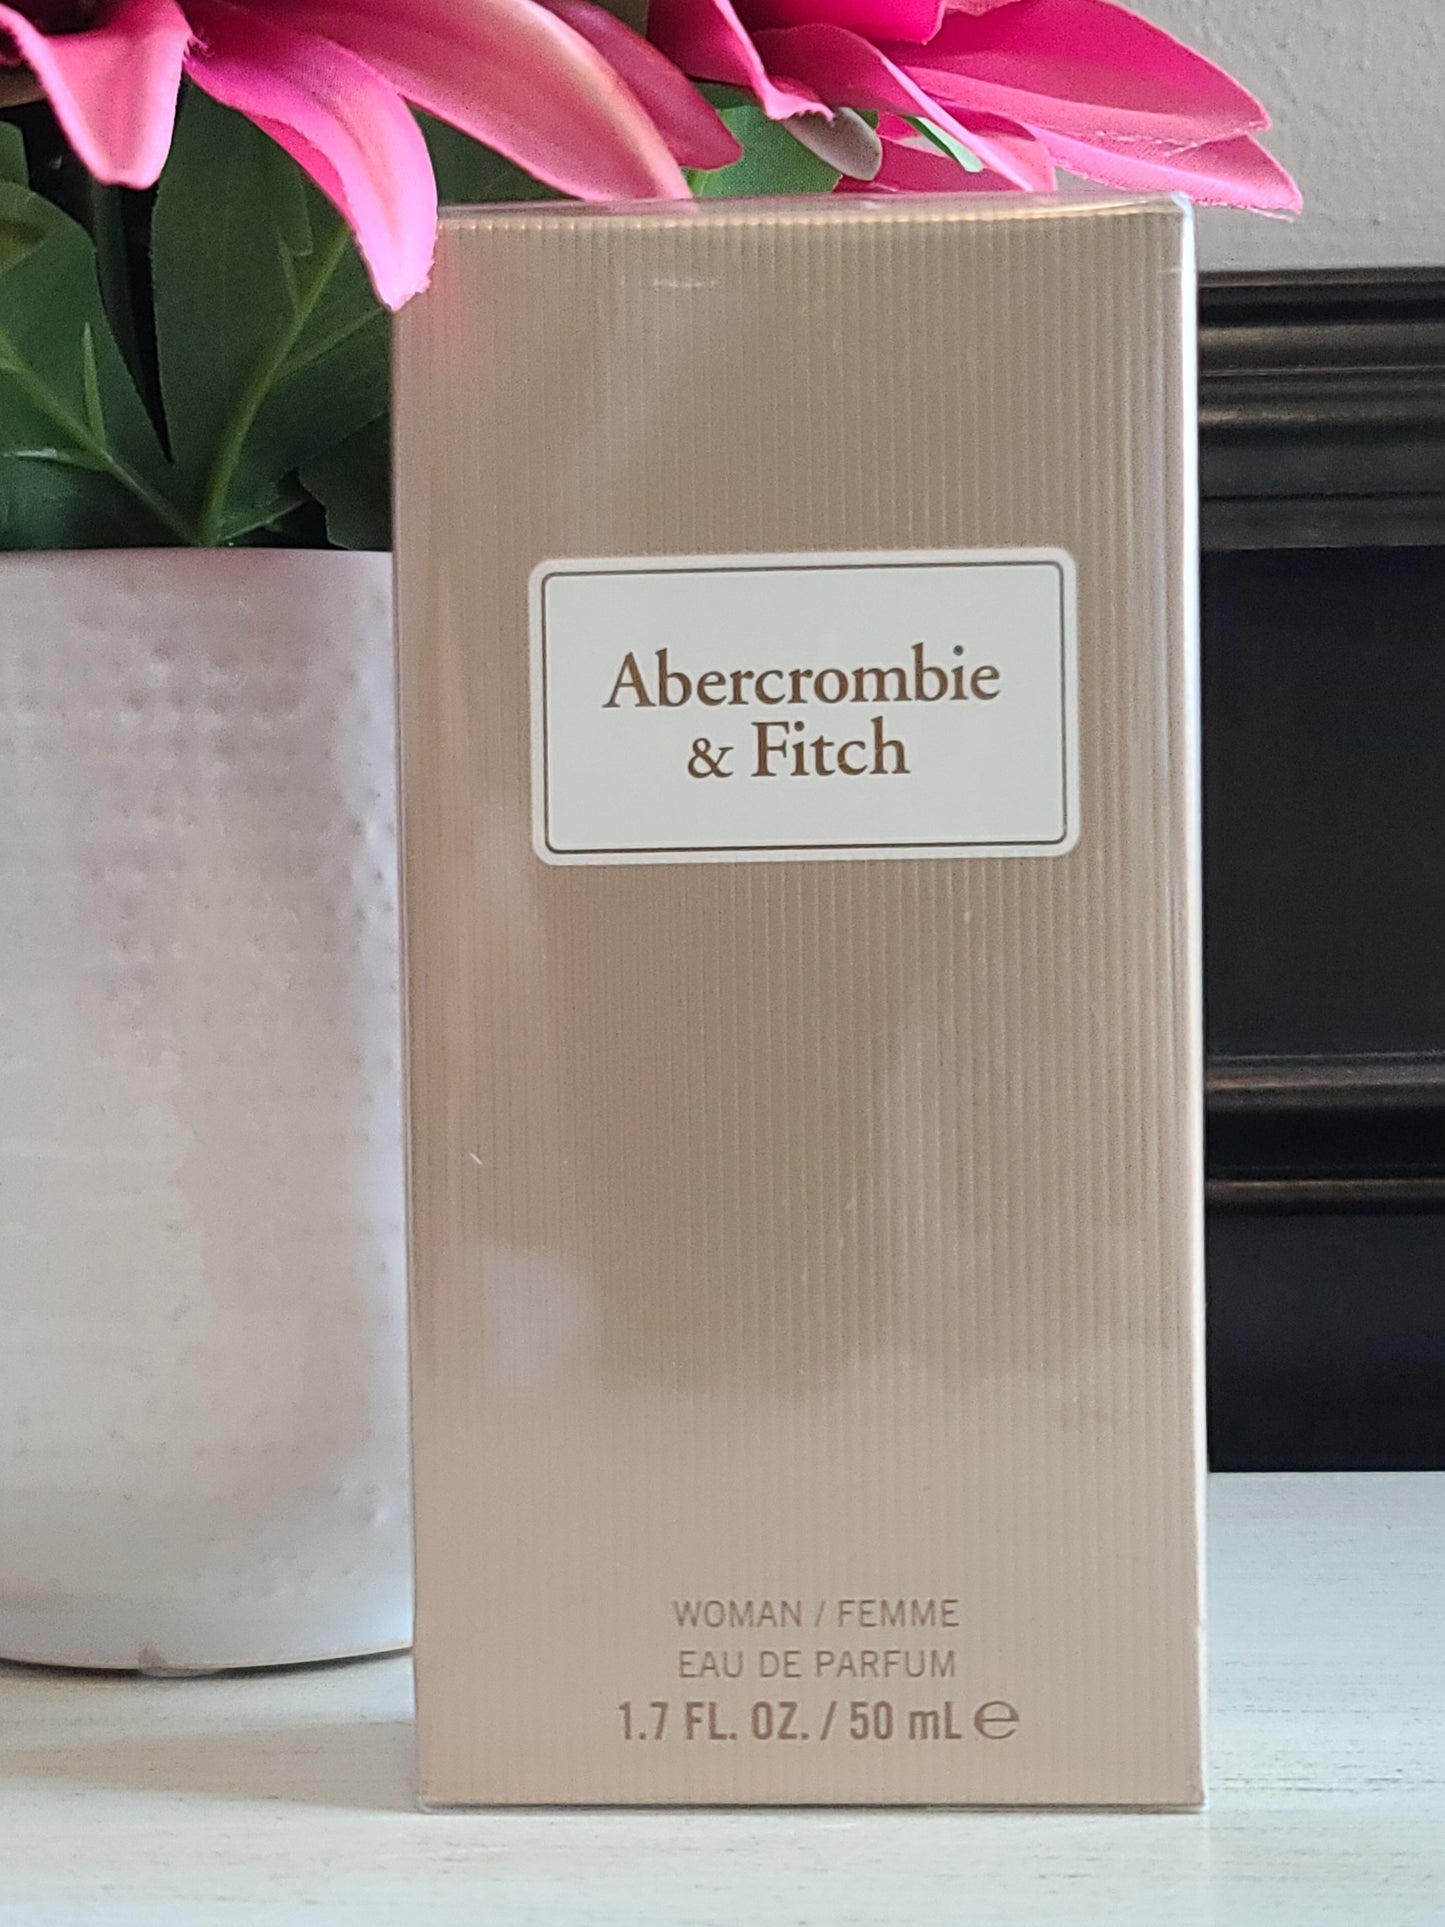 Abercrombie
& Fitch
WOMAN / FEMME
EAU DE PARFUM
1.7 FL. OZ. / 50 mL ℮